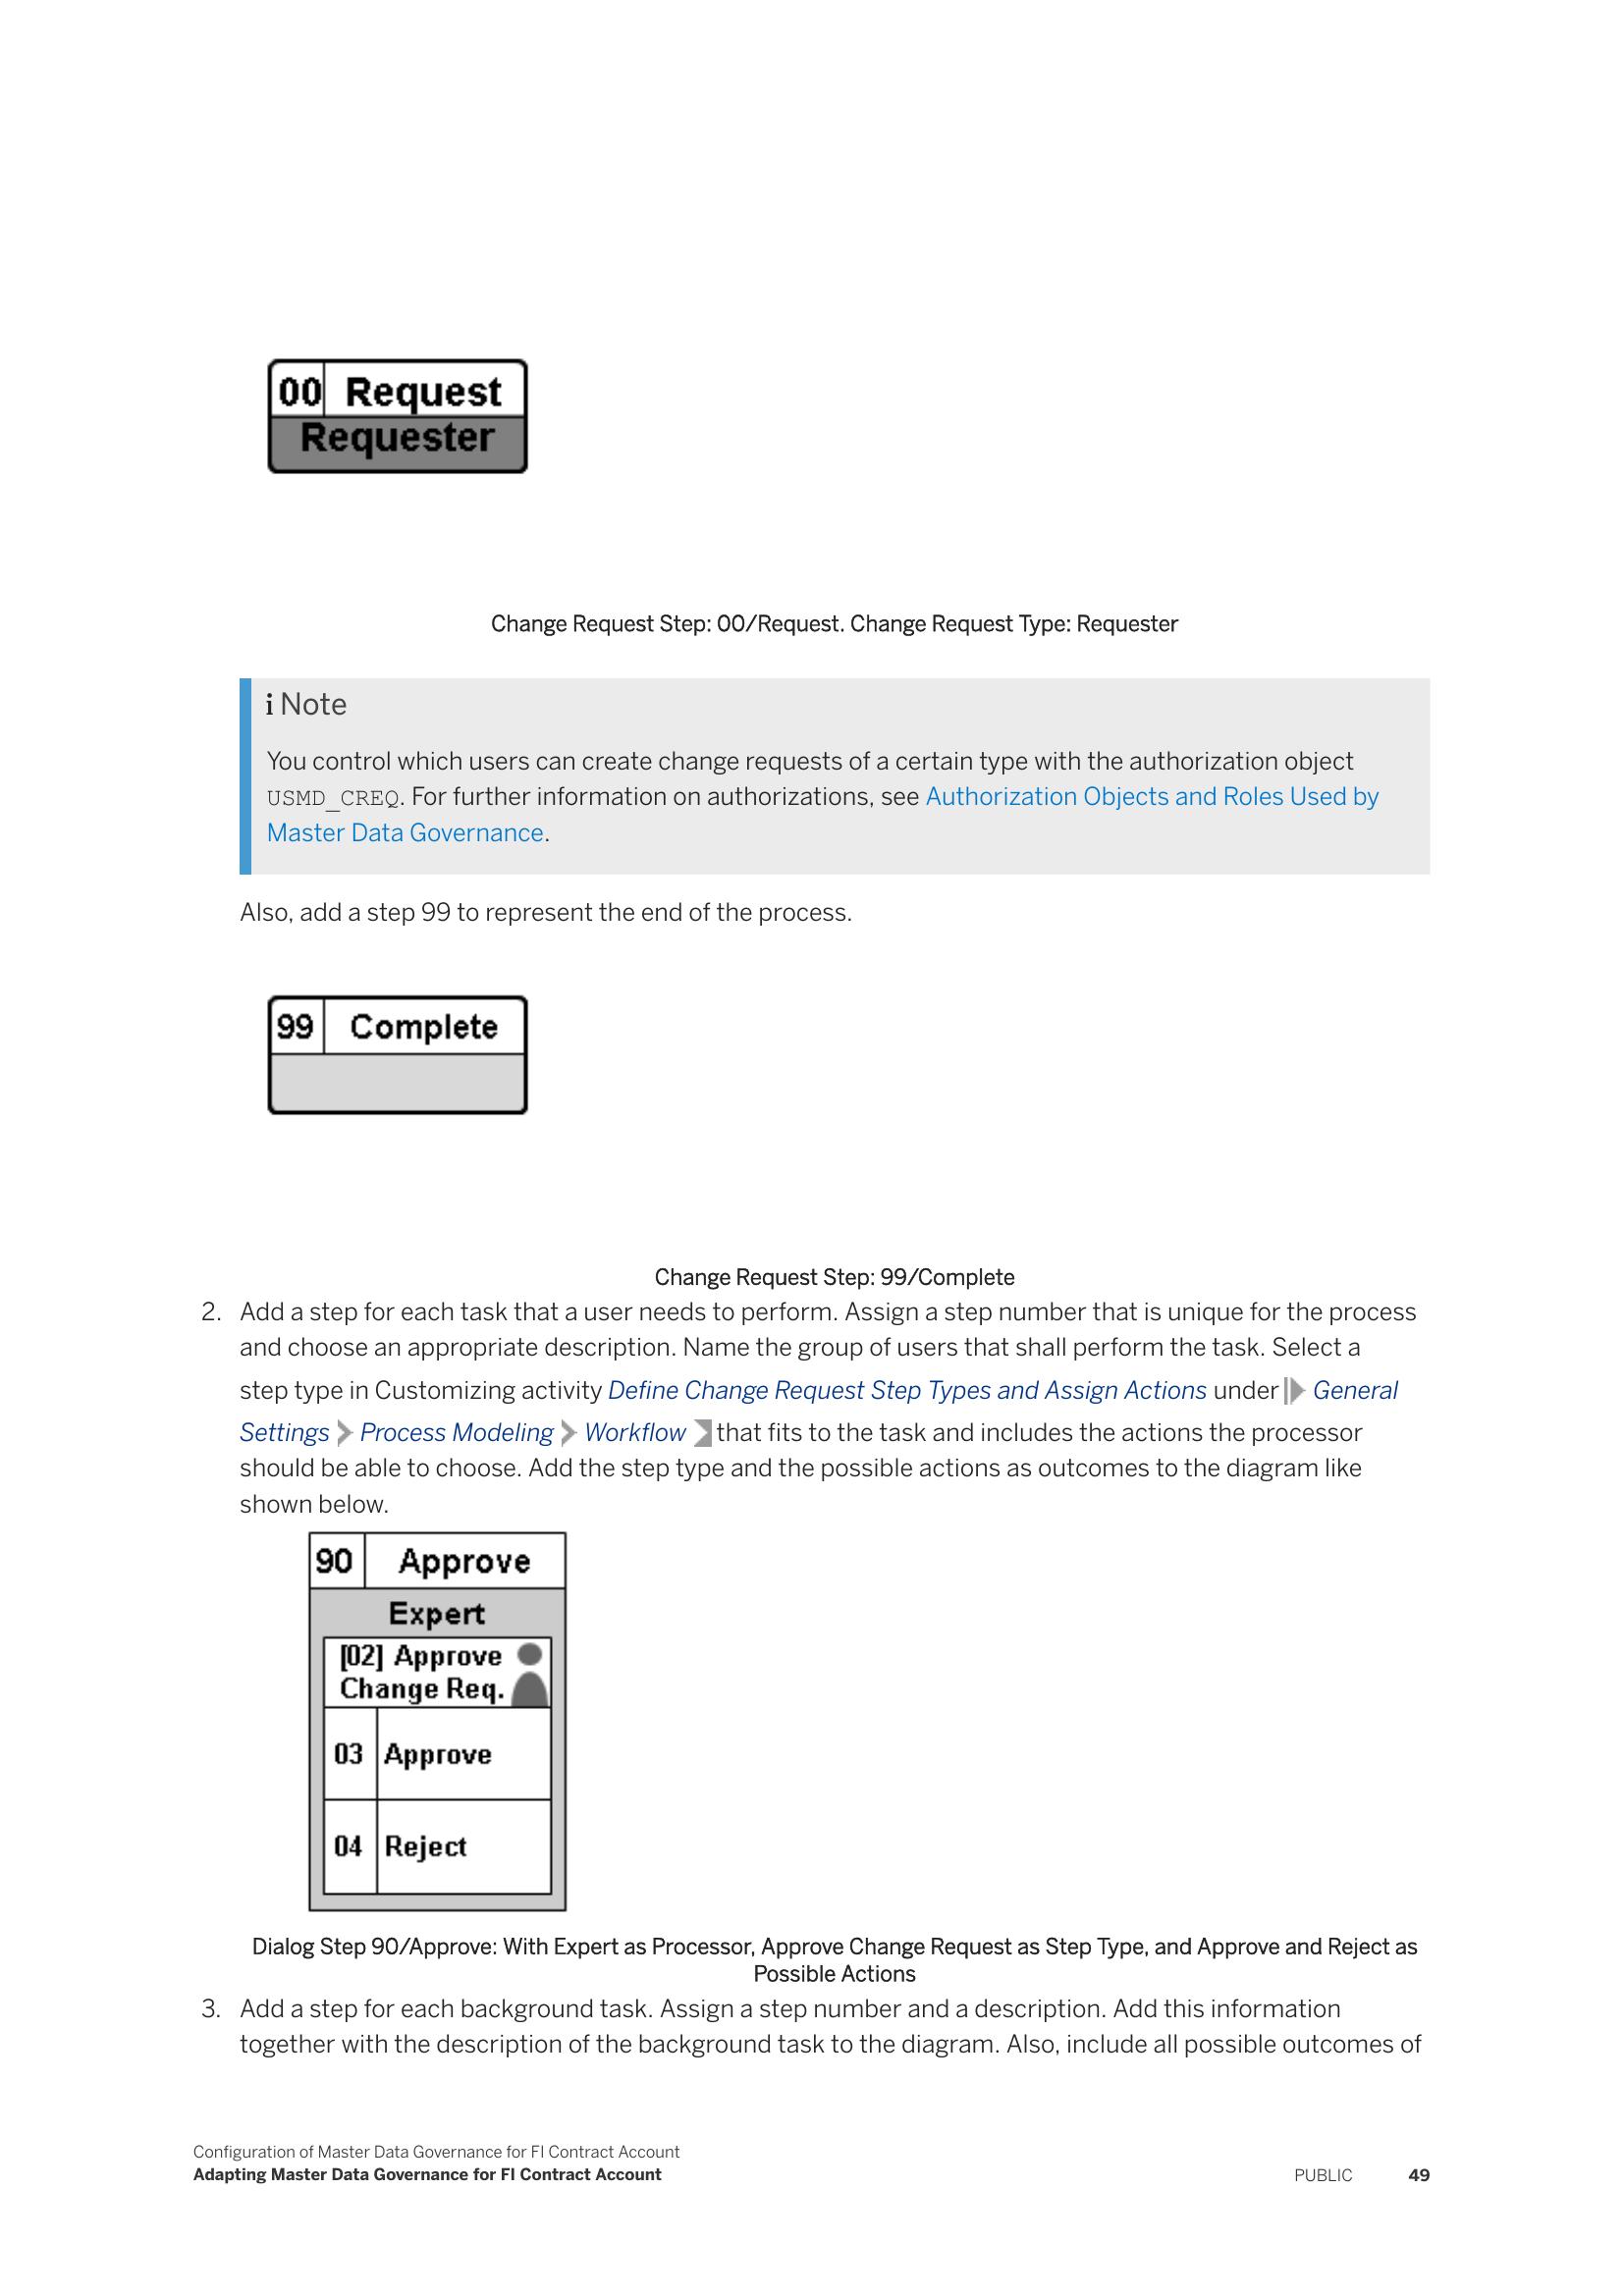 00 Request
Requester
Change Request Step: 00/Request. Change Request Type: Requester
i Note
You control which users can create change requests of a certain type with the authorization object
USMD_CREQ. For further information on authorizations, see Authorization Objects and Roles Used by
Master Data Governance.
Also, add a step 99 to represent the end of the process.
99 Complete
Change Request Step: 99/Complete
2. Add a step for each task that a user needs to perform. Assign a step number that is unique for the process
and choose an appropriate description. Name the group of users that shall perform the task. Select a
step type in Customizing activity Define Change Request Step Types and Assign Actions under General
Settings Process Modeling Workflow that fits to the task and includes the actions the processor
should be able to choose. Add the step type and the possible actions as outcomes to the diagram like
shown below.
90 Approve
Expert
[02] Approve
Change Req.
03 Approve
04 Reject
Dialog Step 90/Approve: With Expert as Processor, Approve Change Request as Step Type, and Approve and Reject as
Possible Actions
3. Add a step for each background task. Assign a step number and a description. Add this information
together with the description of the background task to the diagram. Also, include all possible outcomes of
Configuration of Master Data Governance for FI Contract Account
Adapting Master Data Governance for FI Contract Account
PUBLIC 49